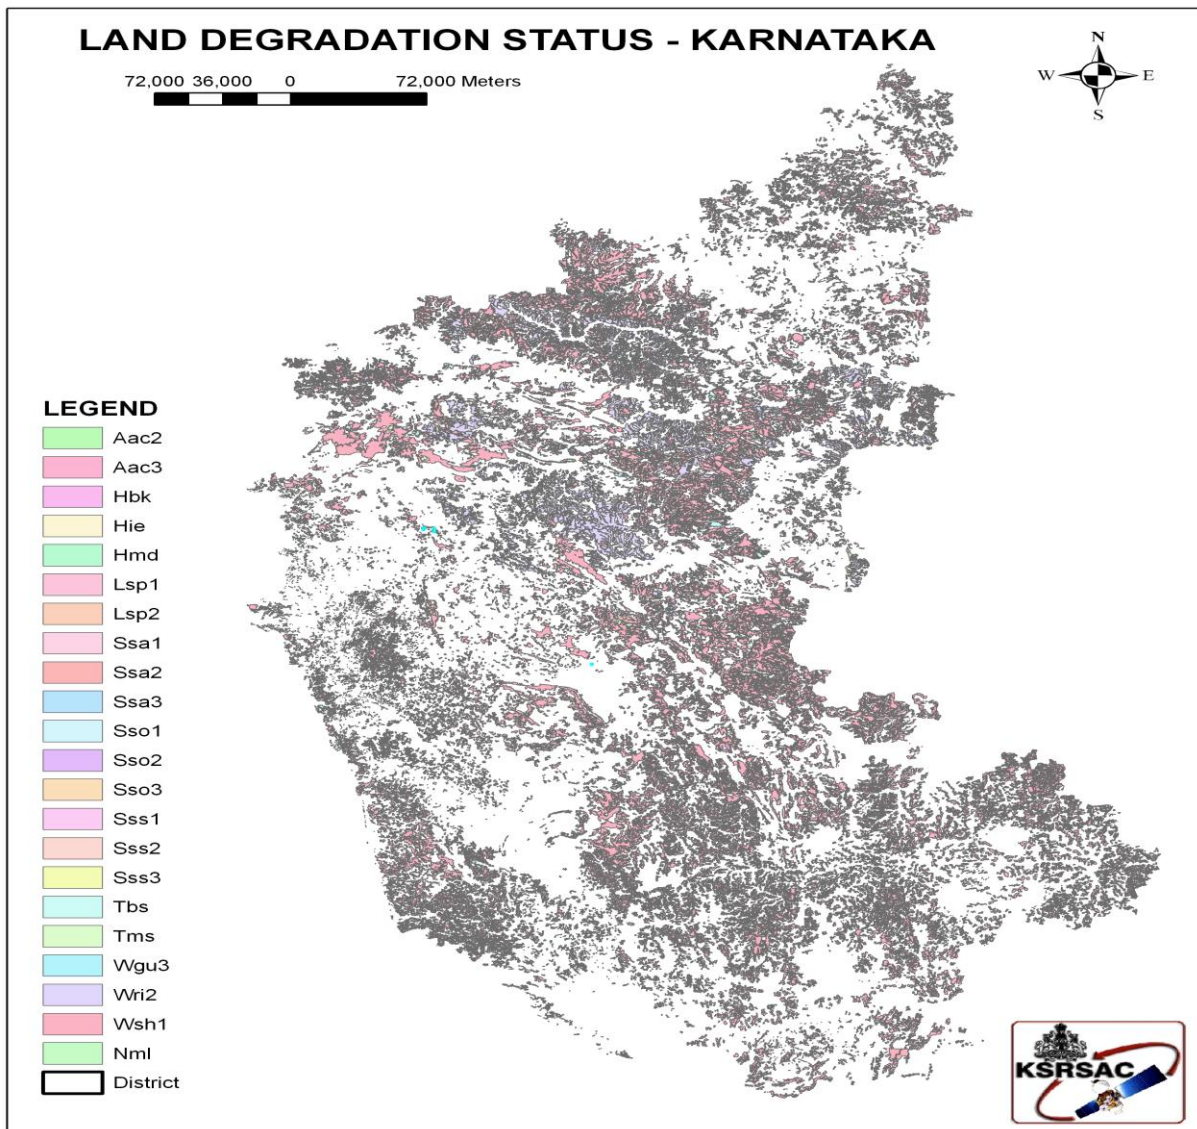 LAND DEGRADATION STATUS - KARNATAKA
72,000 36,000 0 72,000 Meters
N
W E
S
LEGEND
Aac2
Aac3
Hbk
Hie
Hmd
Lsp1
Lsp2
Ssa1
Ssa2
Ssa3
Sso1
Sso2
Sso3
Sss1
Sss2
Sss3
Tbs
Tms
Wgu3
Wri2
Wsh1
Nml
District
KSRSAC